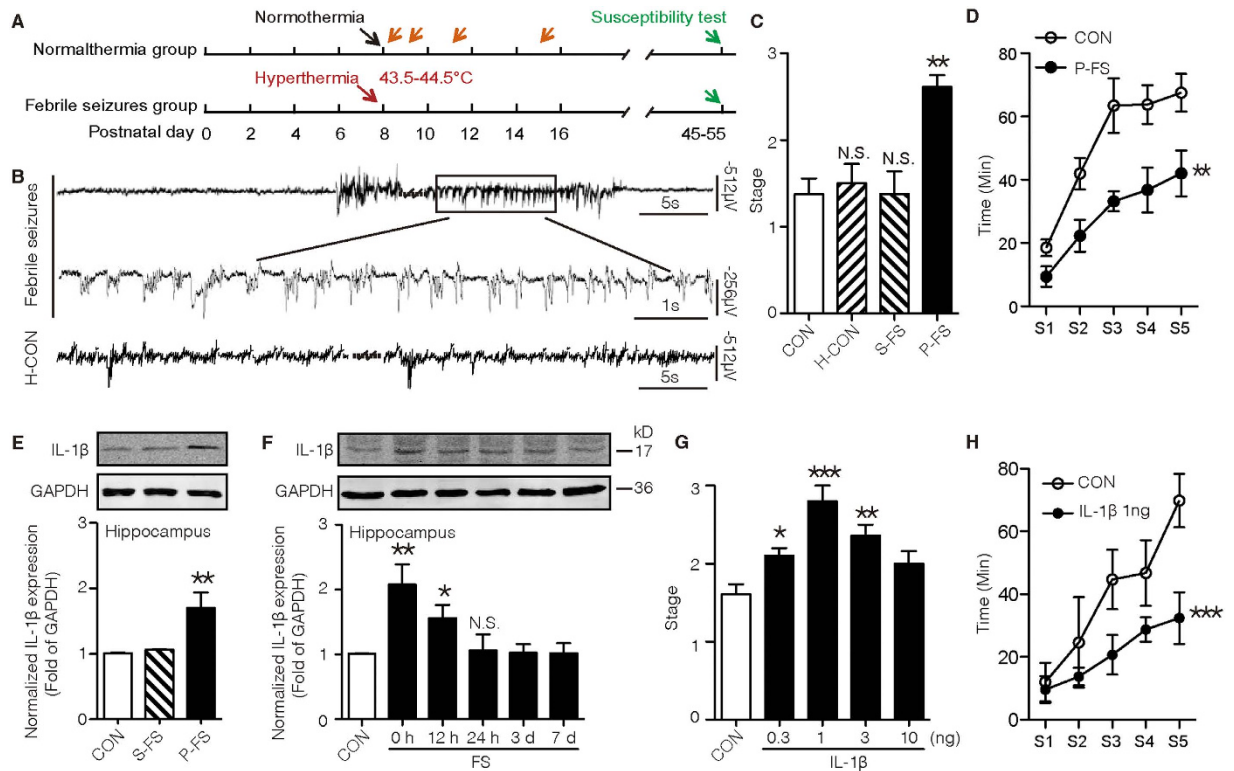 A
Normothermia
Susceptibility test
Normalthermia group
Hyperthermia 43.5-44.5°C
Febrile seizures group
Postnatal day 0 2 4 6 8 10 12 14 16 45-55
B
Febrile seizures
-512μV
5s
-256μV
1s
H-CON
-512μV
5s
C
Stage
3
2
1
0
N.S.
N.S.
**
CON H-CON S-FS P-FS
D
CON
P-FS
Time (Min)
80
60
40
20
0
**
S1 S2 S3 S4 S5
E
IL-1β
GAPDH
Hippocampus
Normalized IL-1β expression
(Fold of GAPDH)
3
2
1
0
**
CON S-FS P-FS
F
kD
IL-1β 17
GAPDH 36
Hippocampus
Normalized IL-1β expression
(Fold of GAPDH)
3
2
1
0
**
*
N.S.
CON 0 h 12 h 24 h 3 d 7 d
FS
G
Stage
3
2
1
0
*
***
**
CON 0.3 1 3 10 (ng)
IL-1β
H
CON
IL-1β 1ng
Time (Min)
80
60
40
20
0
***
S1 S2 S3 S4 S5